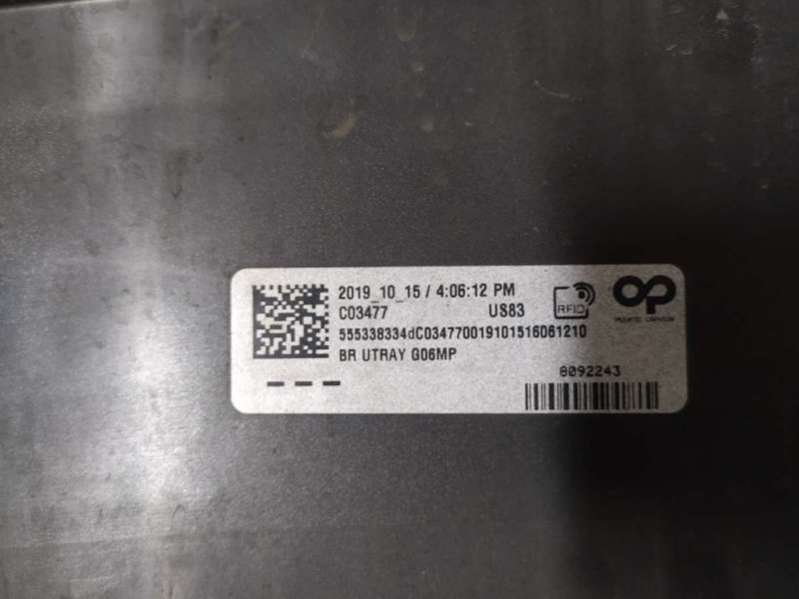 2019_10_15 / 4:06:12 PM
C03477 US83
555338334dC034770019101516061210
BR UTRAY G06MP
RFID
OP
8092243